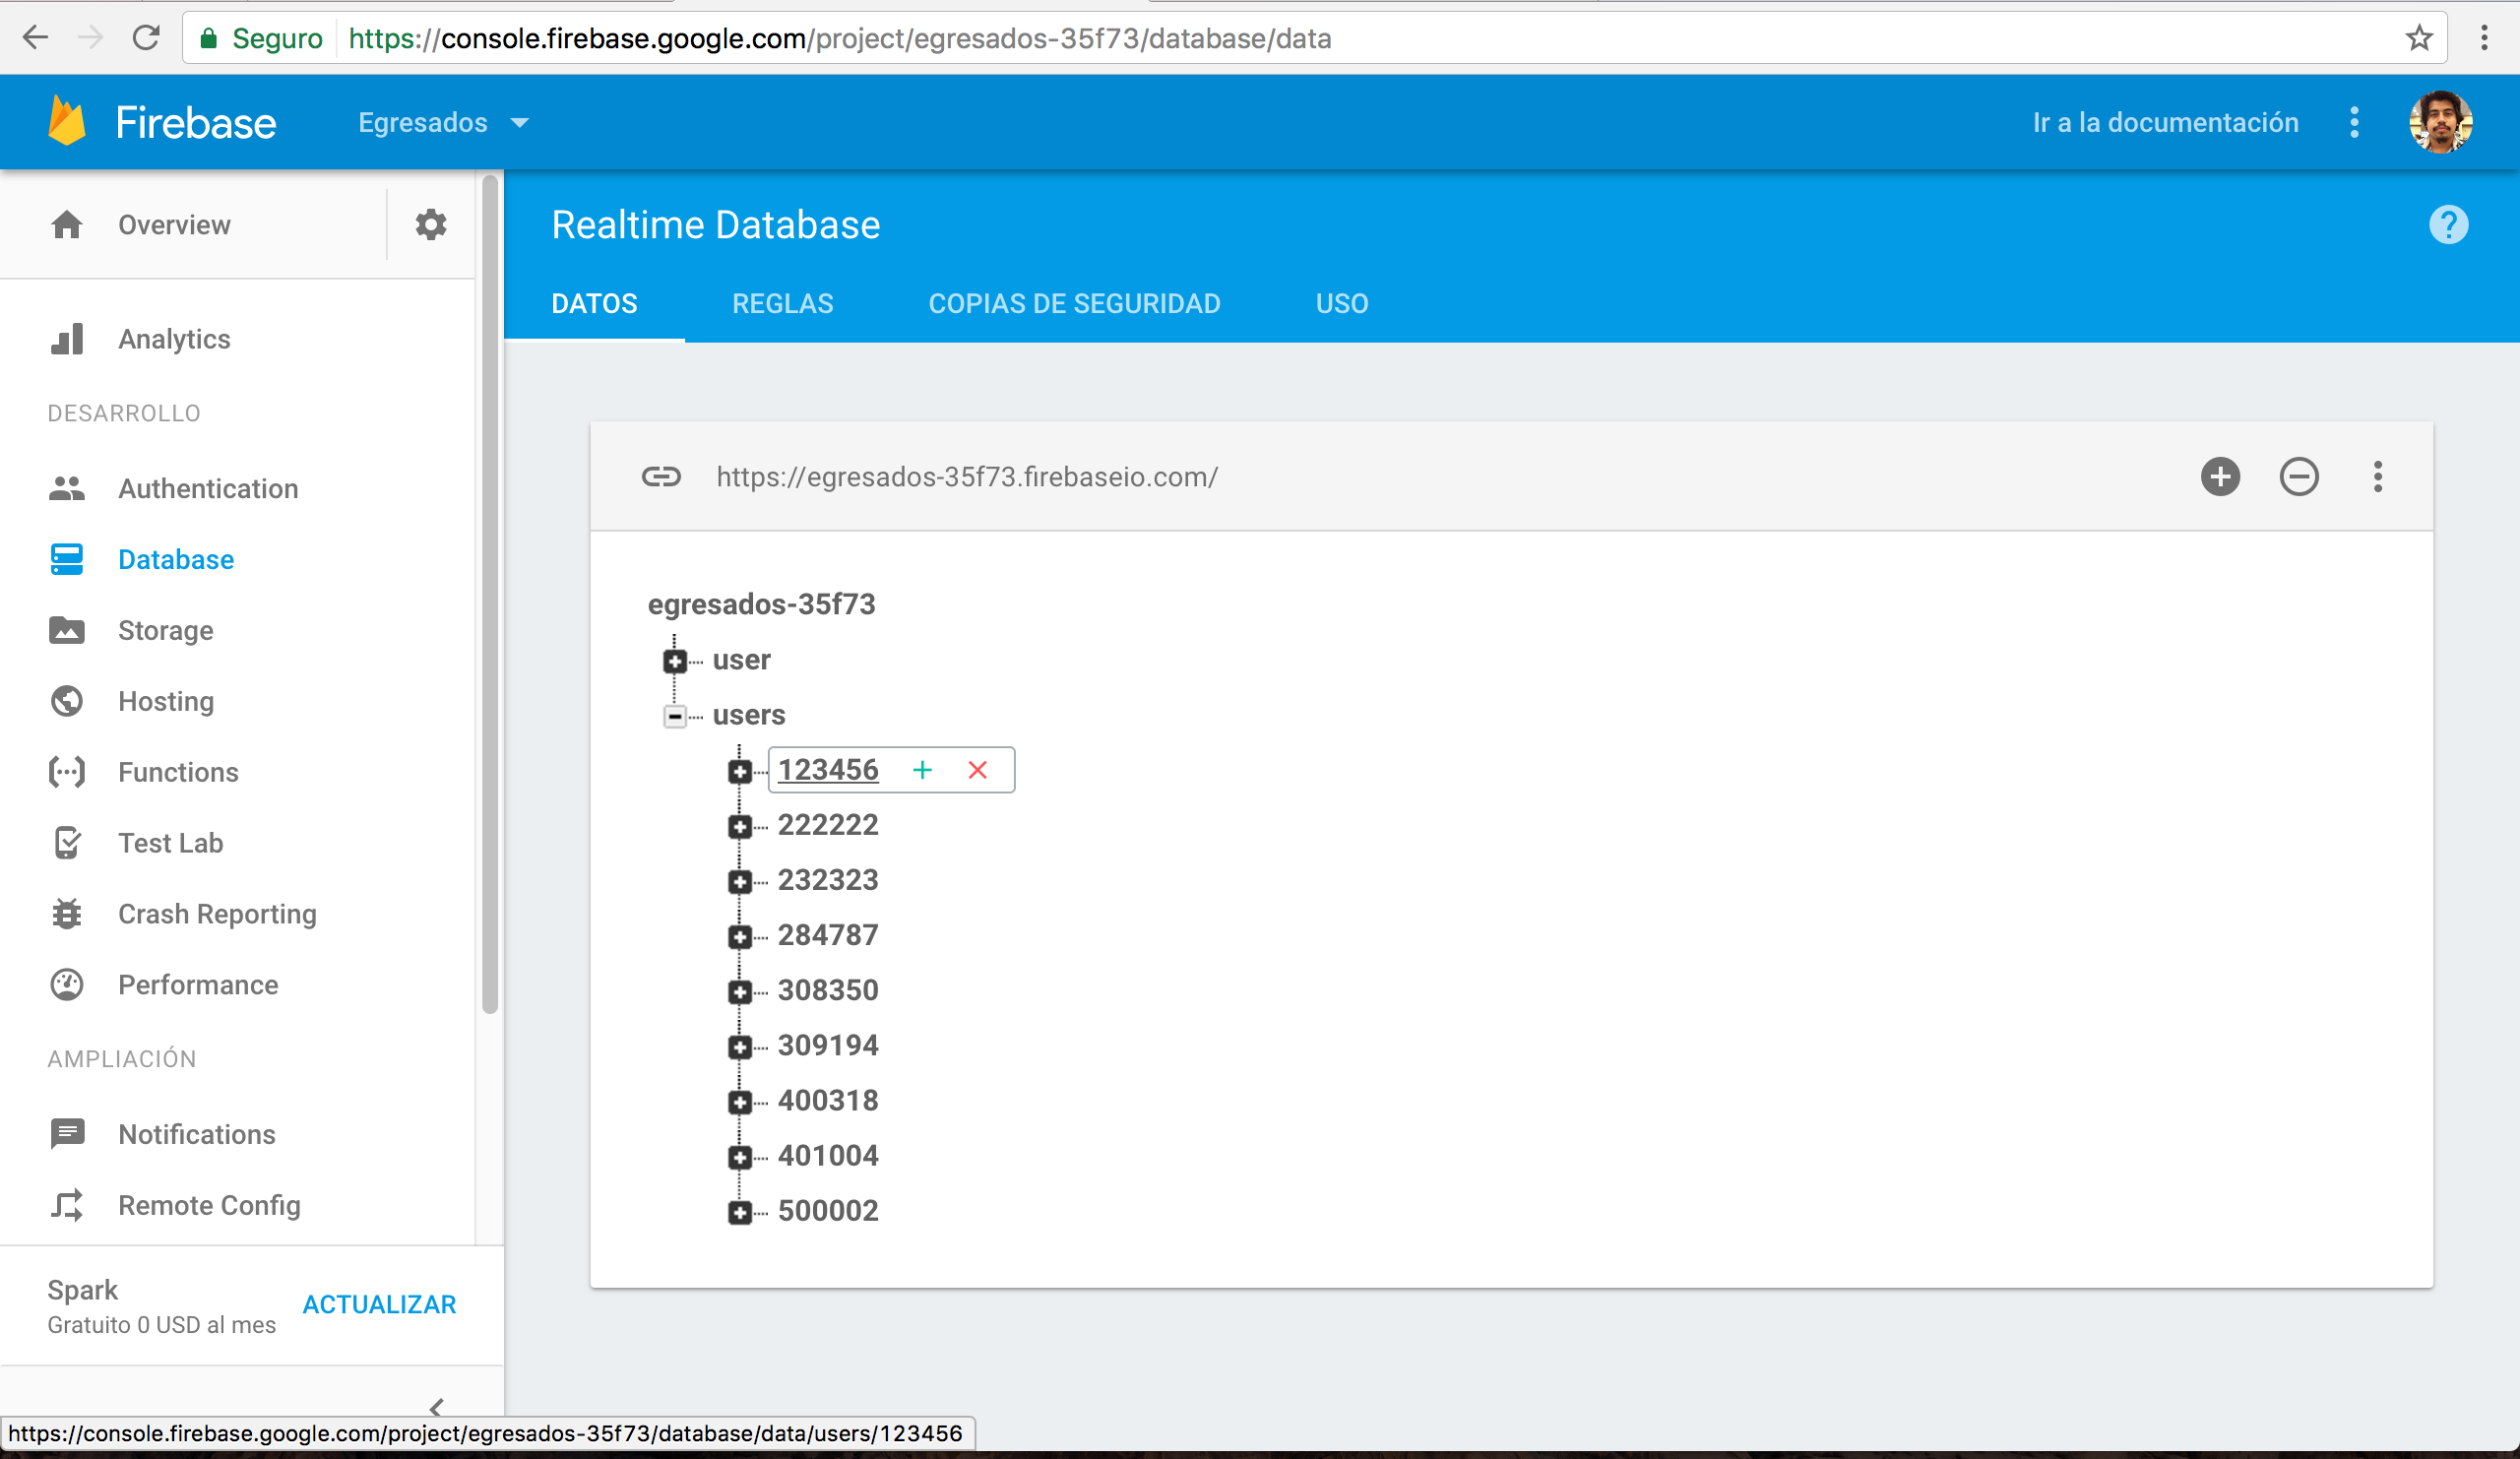 Seguro https://console.firebase.google.com/project/egresados-35f73/database/data
Firebase Egresados Ir a la documentación
Overview
Analytics
DESARROLLO
Authentication
Database
Storage
Hosting
Functions
Test Lab
Crash Reporting
Performance
AMPLIACIÓN
Notifications
Remote Config
Spark
Gratuito 0 USD al mes
ACTUALIZAR
Realtime Database
DATOS REGLAS COPIAS DE SEGURIDAD USO
https://egresados-35f73.firebaseio.com/
egresados-35f73
user
users
123456
222222
232323
284787
308350
309194
400318
401004
500002
https://console.firebase.google.com/project/egresados-35f73/database/data/users/123456